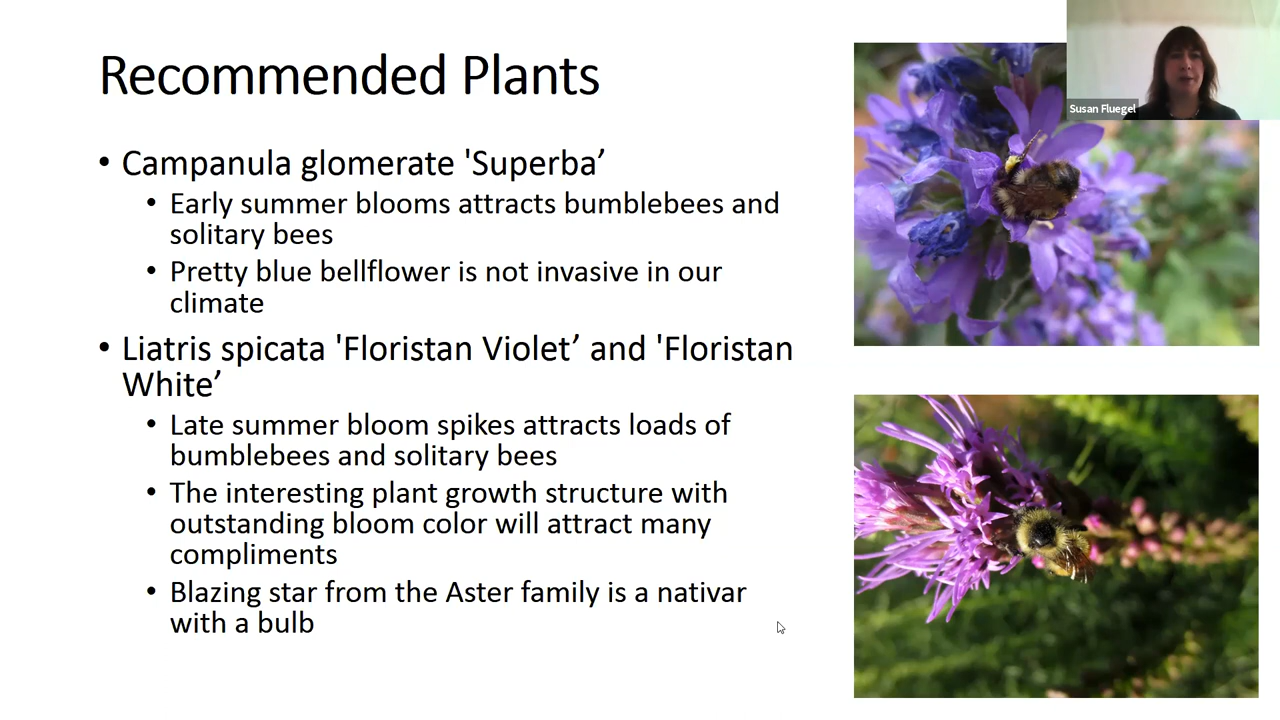 Recommended Plants
• Campanula glomerate 'Superba’
• Early summer blooms attracts bumblebees and
solitary bees
• Pretty blue bellflower is not invasive in our
climate
• Liatris spicata 'Floristan Violet’ and 'Floristan
White’
• Late summer bloom spikes attracts loads of
bumblebees and solitary bees
• The interesting plant growth structure with
outstanding bloom color will attract many
compliments
• Blazing star from the Aster family is a nativar
with a bulb
Susan Fluegel